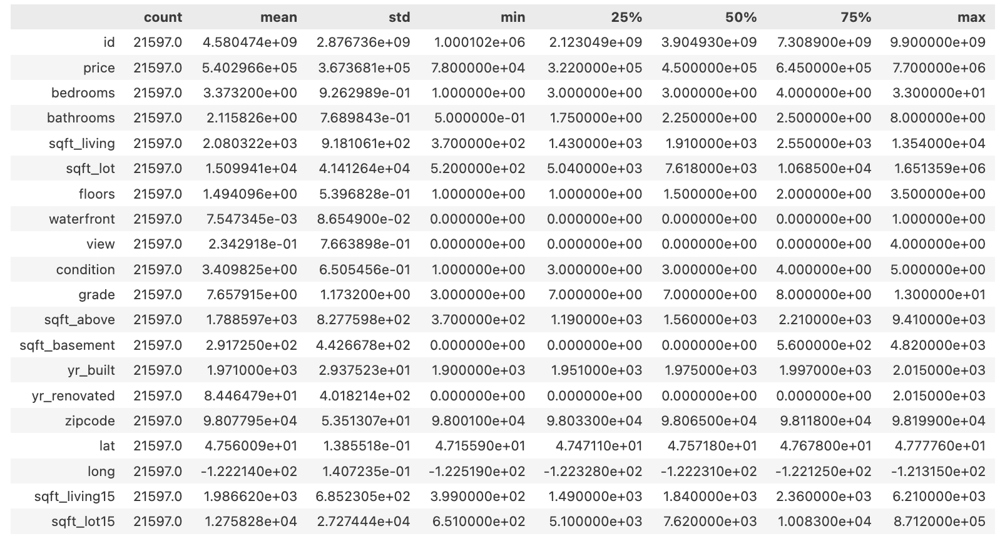 count mean std min 25% 50% 75% max
id 21597.0 4.580474e+09 2.876736e+09 1.000102e+06 2.123049e+09 3.904930e+09 7.308900e+09 9.900000e+09
price 21597.0 5.402966e+05 3.673681e+05 7.800000e+04 3.220000e+05 4.500000e+05 6.450000e+05 7.700000e+06
bedrooms 21597.0 3.373200e+00 9.262989e-01 1.000000e+00 3.000000e+00 3.000000e+00 4.000000e+00 3.300000e+01
bathrooms 21597.0 2.115826e+00 7.689843e-01 5.000000e-01 1.750000e+00 2.250000e+00 2.500000e+00 8.000000e+00
sqft_living 21597.0 2.080322e+03 9.181061e+02 3.700000e+02 1.430000e+03 1.910000e+03 2.550000e+03 1.354000e+04
sqft_lot 21597.0 1.509941e+04 4.141264e+04 5.200000e+02 5.040000e+03 7.618000e+03 1.068500e+04 1.651359e+06
floors 21597.0 1.494096e+00 5.396828e-01 1.000000e+00 1.000000e+00 1.500000e+00 2.000000e+00 3.500000e+00
waterfront 21597.0 7.547345e-03 8.654900e-02 0.000000e+00 0.000000e+00 0.000000e+00 0.000000e+00 1.000000e+00
view 21597.0 2.342918e-01 7.663898e-01 0.000000e+00 0.000000e+00 0.000000e+00 0.000000e+00 4.000000e+00
condition 21597.0 3.409825e+00 6.505456e-01 1.000000e+00 3.000000e+00 3.000000e+00 4.000000e+00 5.000000e+00
grade 21597.0 7.657915e+00 1.173200e+00 3.000000e+00 7.000000e+00 7.000000e+00 8.000000e+00 1.300000e+01
sqft_above 21597.0 1.788597e+03 8.277598e+02 3.700000e+02 1.190000e+03 1.560000e+03 2.210000e+03 9.410000e+03
sqft_basement 21597.0 2.917250e+02 4.426678e+02 0.000000e+00 0.000000e+00 0.000000e+00 5.600000e+02 4.820000e+03
yr_built 21597.0 1.971000e+03 2.937523e+01 1.900000e+03 1.951000e+03 1.975000e+03 1.997000e+03 2.015000e+03
yr_renovated 21597.0 8.446479e+01 4.018214e+02 0.000000e+00 0.000000e+00 0.000000e+00 0.000000e+00 2.015000e+03
zipcode 21597.0 9.807795e+04 5.351307e+01 9.800100e+04 9.803300e+04 9.806500e+04 9.811800e+04 9.819900e+04
lat 21597.0 4.756009e+01 1.385518e-01 4.715590e+01 4.747110e+01 4.757180e+01 4.767800e+01 4.777760e+01
long 21597.0 -1.222140e+02 1.407235e-01 -1.225190e+02 -1.223280e+02 -1.222310e+02 -1.221250e+02 -1.213150e+02
sqft_living15 21597.0 1.986620e+03 6.852305e+02 3.990000e+02 1.490000e+03 1.840000e+03 2.360000e+03 6.210000e+03
sqft_lot15 21597.0 1.275828e+04 2.727444e+04 6.510000e+02 5.100000e+03 7.620000e+03 1.008300e+04 8.712000e+05